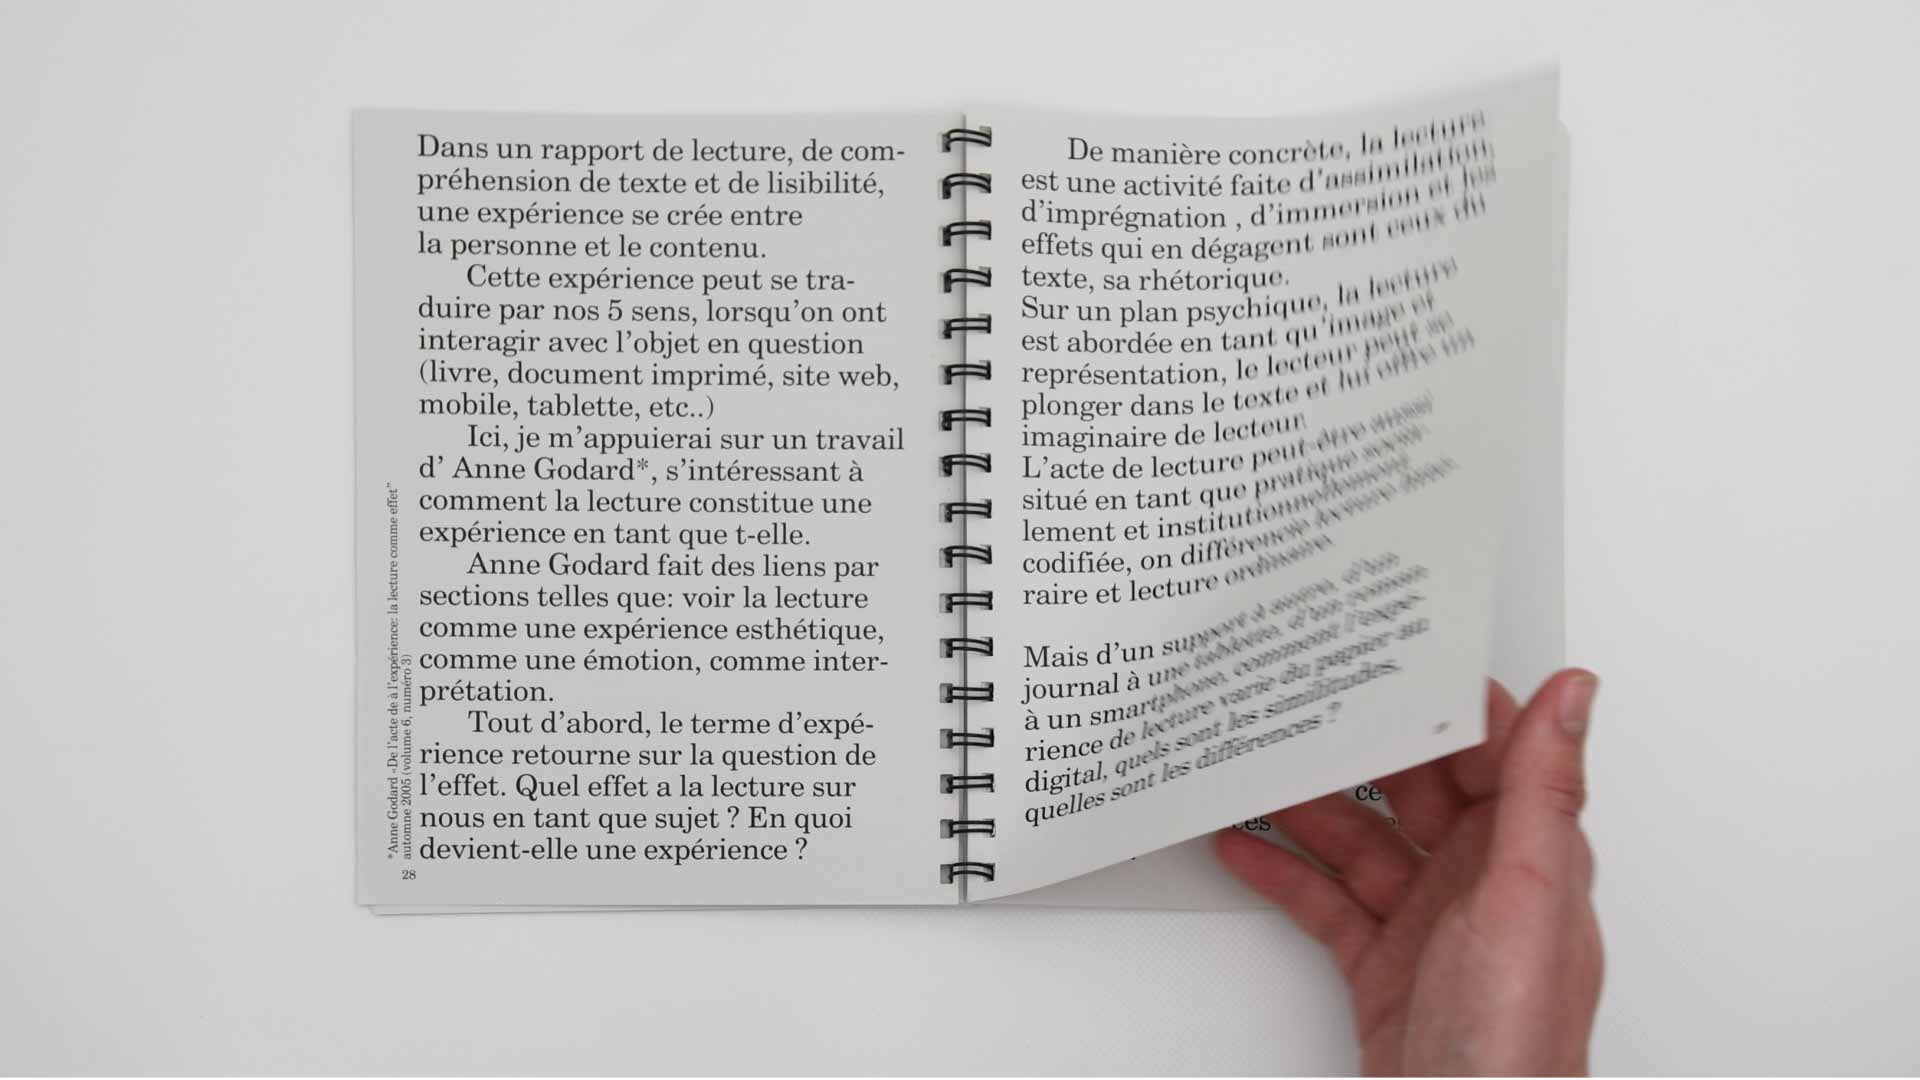 Dans un rapport de lecture, de com-
préhension de texte et de lisibilité,
une expérience se crée entre
la personne et le contenu.
Cette expérience peut se tra-
duire par nos 5 sens, lorsqu’on ont
interagir avec l’objet en question
(livre, document imprimé, site web,
mobile, tablette, etc..)
Ici, je m’appuierai sur un travail
d’ Anne Godard*, s’intéressant à
comment la lecture constitue une
expérience en tant que t-elle.
Anne Godard fait des liens par
sections telles que: voir la lecture
comme une expérience esthétique,
comme une émotion, comme inter-
prétation.
Tout d’abord, le terme d’expé-
rience retourne sur la question de
l’effet. Quel effet a la lecture sur
nous en tant que sujet ? En quoi
devient-elle une expérience ?
*Anne Godard «De l’acte de à l’expérience: la lecture comme effet”
automne 2005 (volume 6, numéro 3)
28
De manière concrète, la lecture
est une activité faite d’assimilation,
d’imprégnation , d’immersion et les
effets qui en dégagent sont ceux du
texte, sa rhétorique.
Sur un plan psychique, la lecture
est abordée en tant qu’image et
représentation, le lecteur peut se
plonger dans le texte et lui offre un
imaginaire de lecteur.
L’acte de lecture peut-être aussi
situé en tant que pratique
lement et institutionnellement
codifiée, on différencie lecture
raire et lecture ordinaire.
Mais d’un support à autre, d’un
journal à une tablette, d’un roman
à un smartphone, comment l’expé-
rience de lecture varie du papier au
digital, quels sont les similitudes,
quelles sont les différences ?
ce